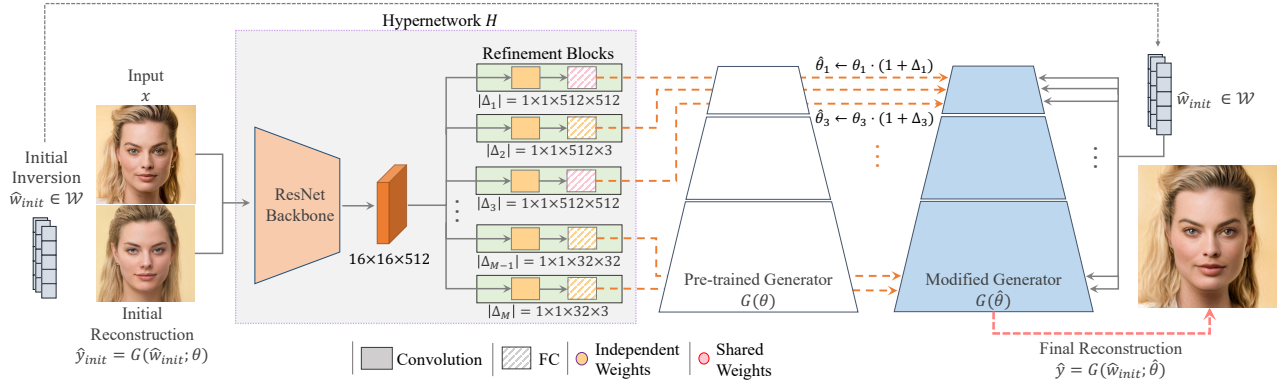 Hypernetwork H
Input
x
Initial
Inversion
ŵ_init ∈ 𝒲
Initial
Reconstruction
ŷ_init = G(ŵ_init; θ)
ResNet
Backbone
16×16×512
Refinement Blocks
|Δ_1| = 1×1×512×512
|Δ_2| = 1×1×512×3
|Δ_3| = 1×1×512×512
|Δ_{M−1}| = 1×1×32×32
|Δ_M| = 1×1×32×3
θ̂_1 ← θ_1 · (1 + Δ_1)
θ̂_3 ← θ_3 · (1 + Δ_3)
Pre-trained Generator
G(θ)
Modified Generator
G(θ̂)
ŵ_init ∈ 𝒲
Final Reconstruction
ŷ = G(ŵ_init; θ̂)
Convolution
FC
Independent
Weights
Shared
Weights